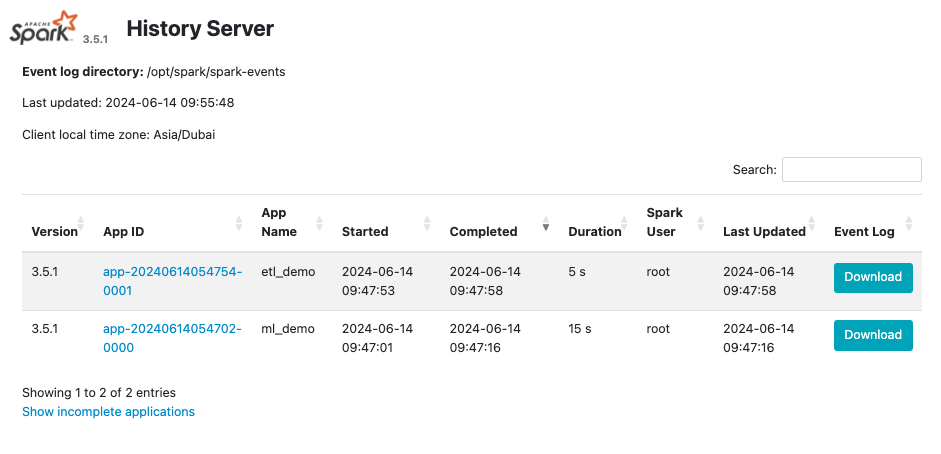 APACHE
Spark 3.5.1 History Server
Event log directory: /opt/spark/spark-events
Last updated: 2024-06-14 09:55:48
Client local time zone: Asia/Dubai
Search:
Version App ID App Name Started Completed Duration Spark User Last Updated Event Log
3.5.1 app-20240614054754-0001 etl_demo 2024-06-14 09:47:53 2024-06-14 09:47:58 5 s root 2024-06-14 09:47:58 Download
3.5.1 app-20240614054702-0000 ml_demo 2024-06-14 09:47:01 2024-06-14 09:47:16 15 s root 2024-06-14 09:47:16 Download
Showing 1 to 2 of 2 entries
Show incomplete applications